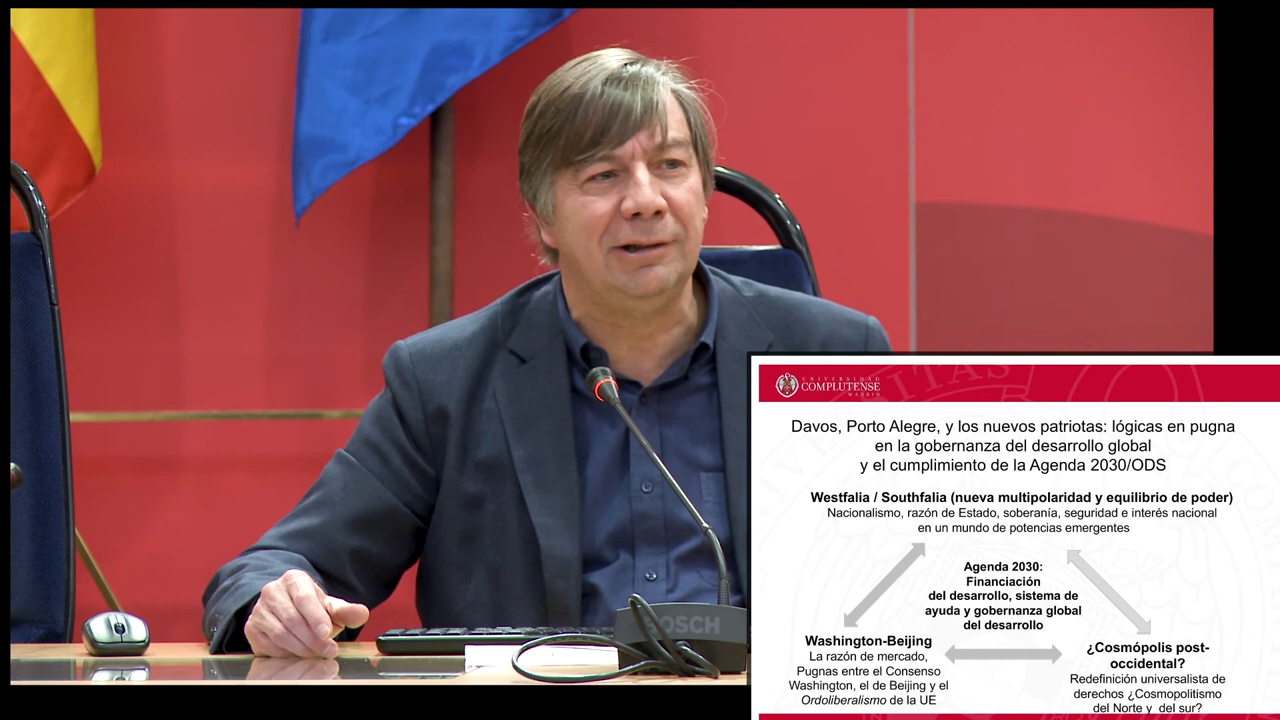 BOSCH
UNIVERSIDAD
COMPLUTENSE
MADRID
Davos, Porto Alegre, y los nuevos patriotas: lógicas en pugna
en la gobernanza del desarrollo global
y el cumplimiento de la Agenda 2030/ODS
Westfalia / Southfalia (nueva multipolaridad y equilibrio de poder)
Nacionalismo, razón de Estado, soberanía, seguridad e interés nacional
en un mundo de potencias emergentes
Agenda 2030:
Financiación
del desarrollo, sistema de
ayuda y gobernanza global
del desarrollo
Washington-Beijing
La razón de mercado,
Pugnas entre el Consenso
Washington, el de Beijing y el
Ordoliberalismo de la UE
¿Cosmópolis post-
occidental?
Redefinición universalista de
derechos ¿Cosmopolitismo
del Norte y del sur?